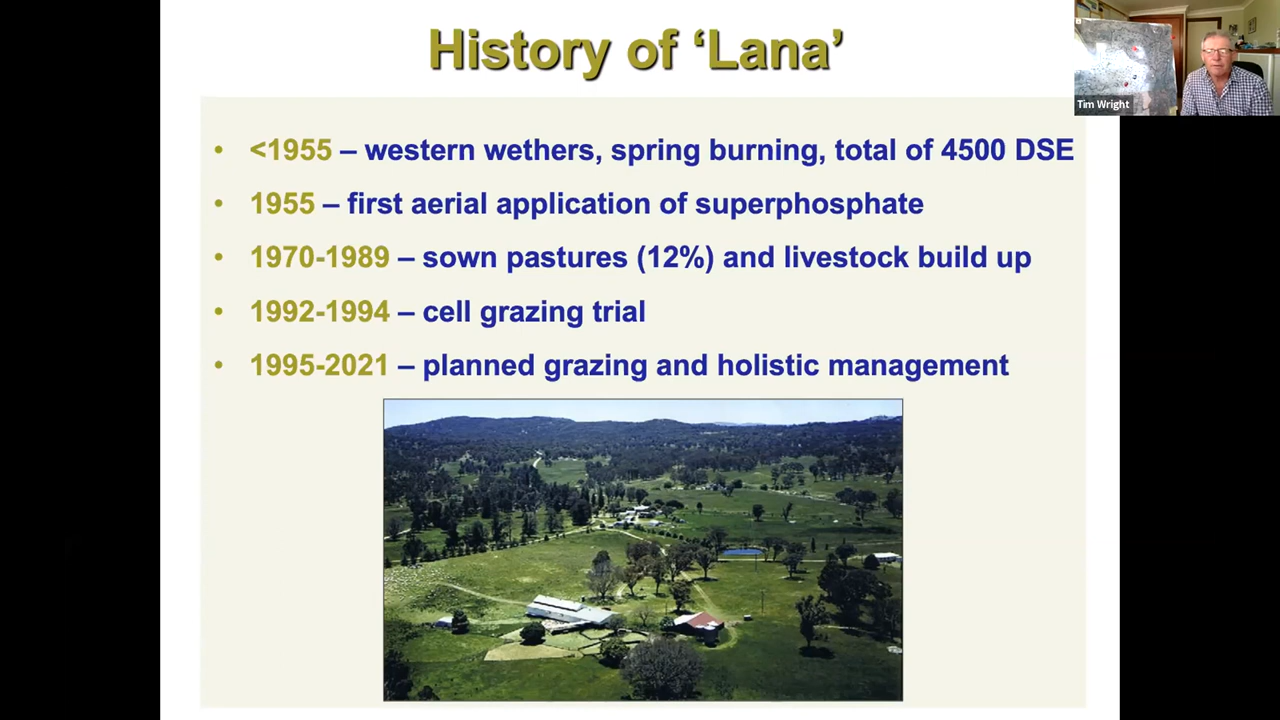 History of ‘Lana’
Tim Wright
• <1955 – western wethers, spring burning, total of 4500 DSE
• 1955 – first aerial application of superphosphate
• 1970-1989 – sown pastures (12%) and livestock build up
• 1992-1994 – cell grazing trial
• 1995-2021 – planned grazing and holistic management